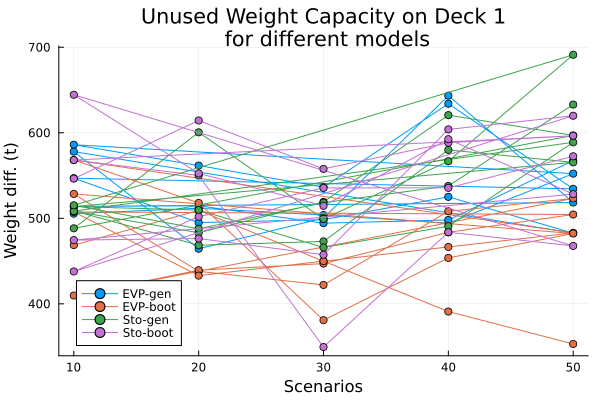 Unused Weight Capacity on Deck 1
for different models
700
600
500
400
Weight diff. (t)
EVP-gen
EVP-boot
Sto-gen
Sto-boot
10
20
30
40
50
Scenarios